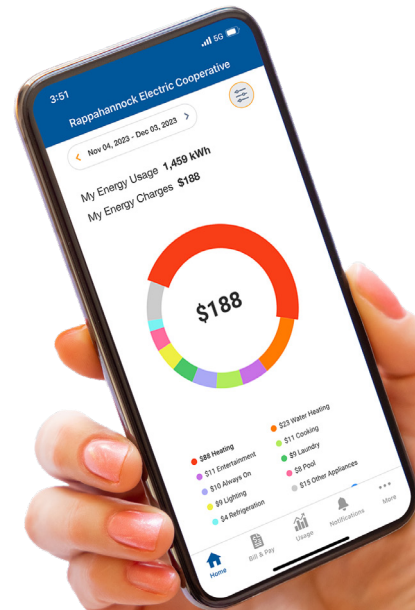 3:51
5G
Rappahannock Electric Cooperative
Nov 04, 2023 - Dec 03, 2023
My Energy Usage 1,459 kWh
My Energy Charges $188
$188
$88 Heating
$23 Water Heating
$11 Entertainment
$11 Cooking
$10 Always On
$9 Laundry
$9 Lighting
$8 Pool
$4 Refrigeration
$15 Other Appliances
Home
Bill & Pay
Usage
Notifications
More